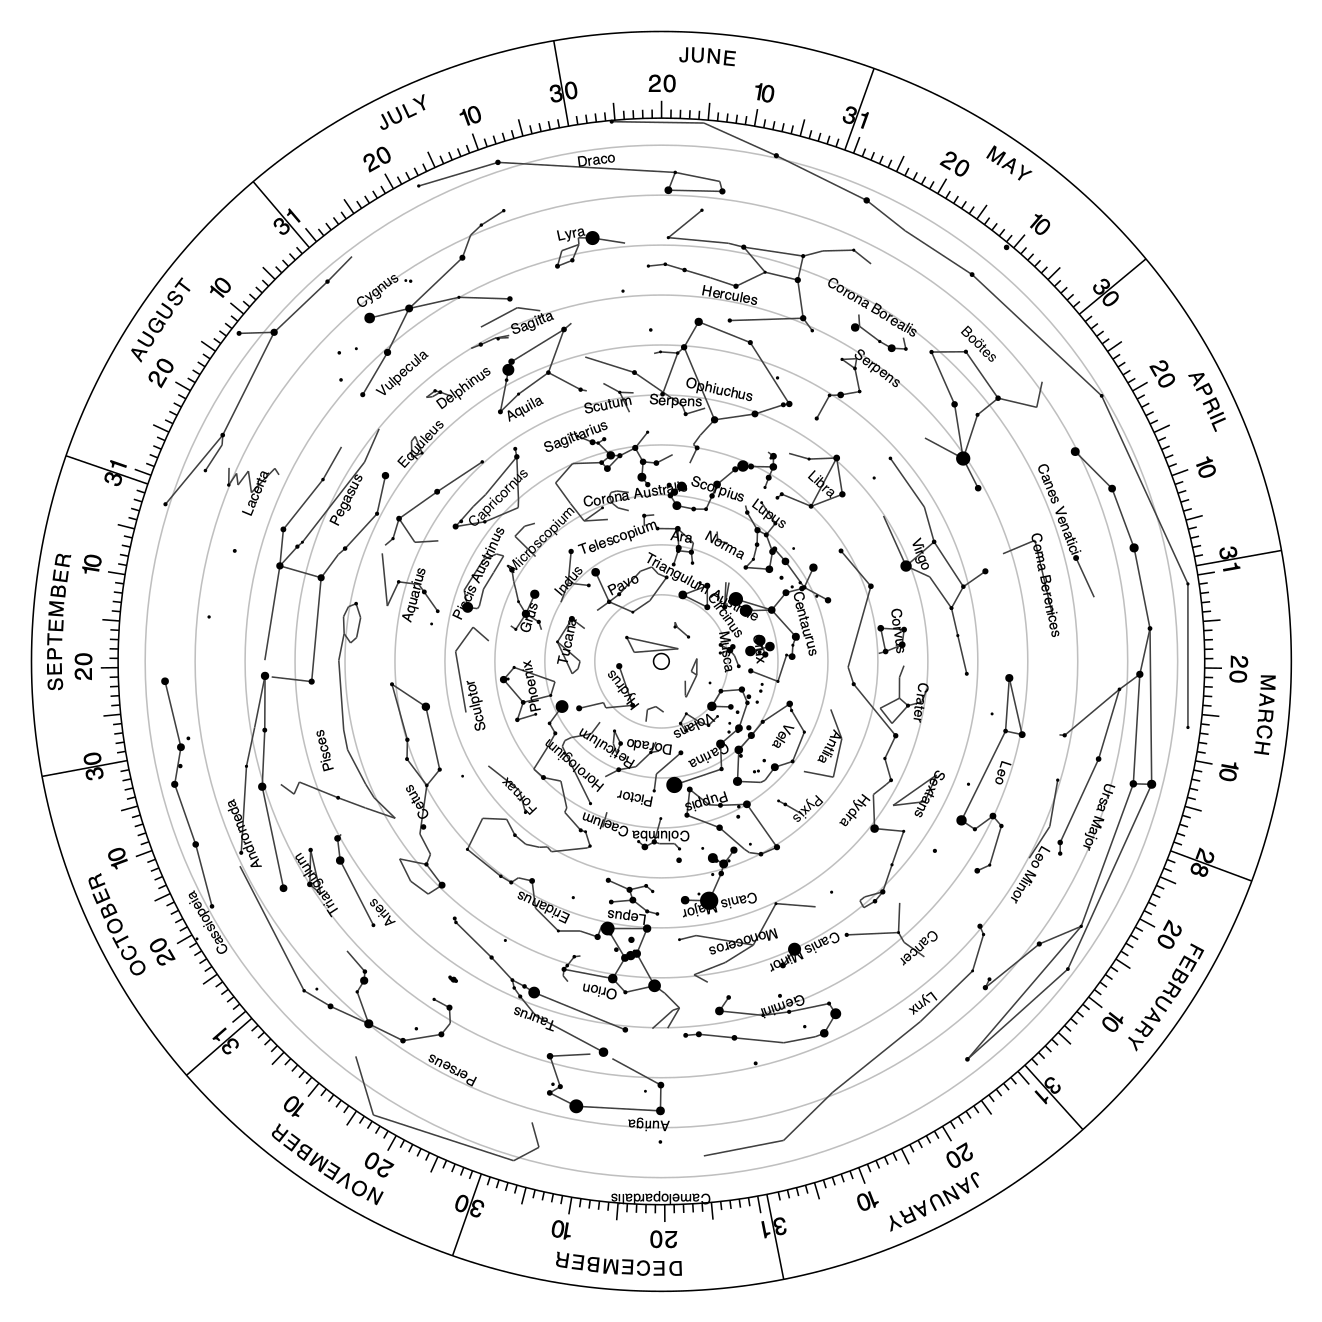 JUNE
30
20
10
31
MAY
20
10
30
APRIL
20
10
31
MARCH
20
10
28
FEBRUARY
20
10
31
JANUARY
20
10
31
DECEMBER
20
10
30
NOVEMBER
20
10
31
OCTOBER
20
10
30
SEPTEMBER
20
10
31
AUGUST
20
10
31
JULY
20
10
Draco
Lyra
Cygnus
Hercules
Corona Borealis
Boötes
Sagitta
Vulpecula
Delphinus
Aquila
Equuleus
Scutum
Serpens
Ophiuchus
Serpens
Sagittarius
Lacerta
Pegasus
Capricornus
Corona Australis
Scorpius
Lupus
Libra
Canes Venatici
Coma Berenices
Virgo
Microscopium
Telescopium
Ara
Norma
Piscis Austrinus
Aquarius
Grus
Indus
Pavo
Triangulum Australe
Circinus
Centaurus
Musca
Crux
Corvus
Crater
Tucana
Hydrus
Phoenix
Sculptor
Pisces
Cetus
Andromeda
Triangulum
Aries
Cassiopeia
Fornax
Horologium
Reticulum
Dorado
Volans
Carina
Vela
Antlia
Pictor
Puppis
Pyxis
Hydra
Sextans
Leo
Leo Minor
Ursa Major
Caelum
Columba
Eridanus
Lepus
Canis Major
Monoceros
Canis Minor
Cancer
Lynx
Orion
Gemini
Taurus
Perseus
Auriga
Camelopardalis